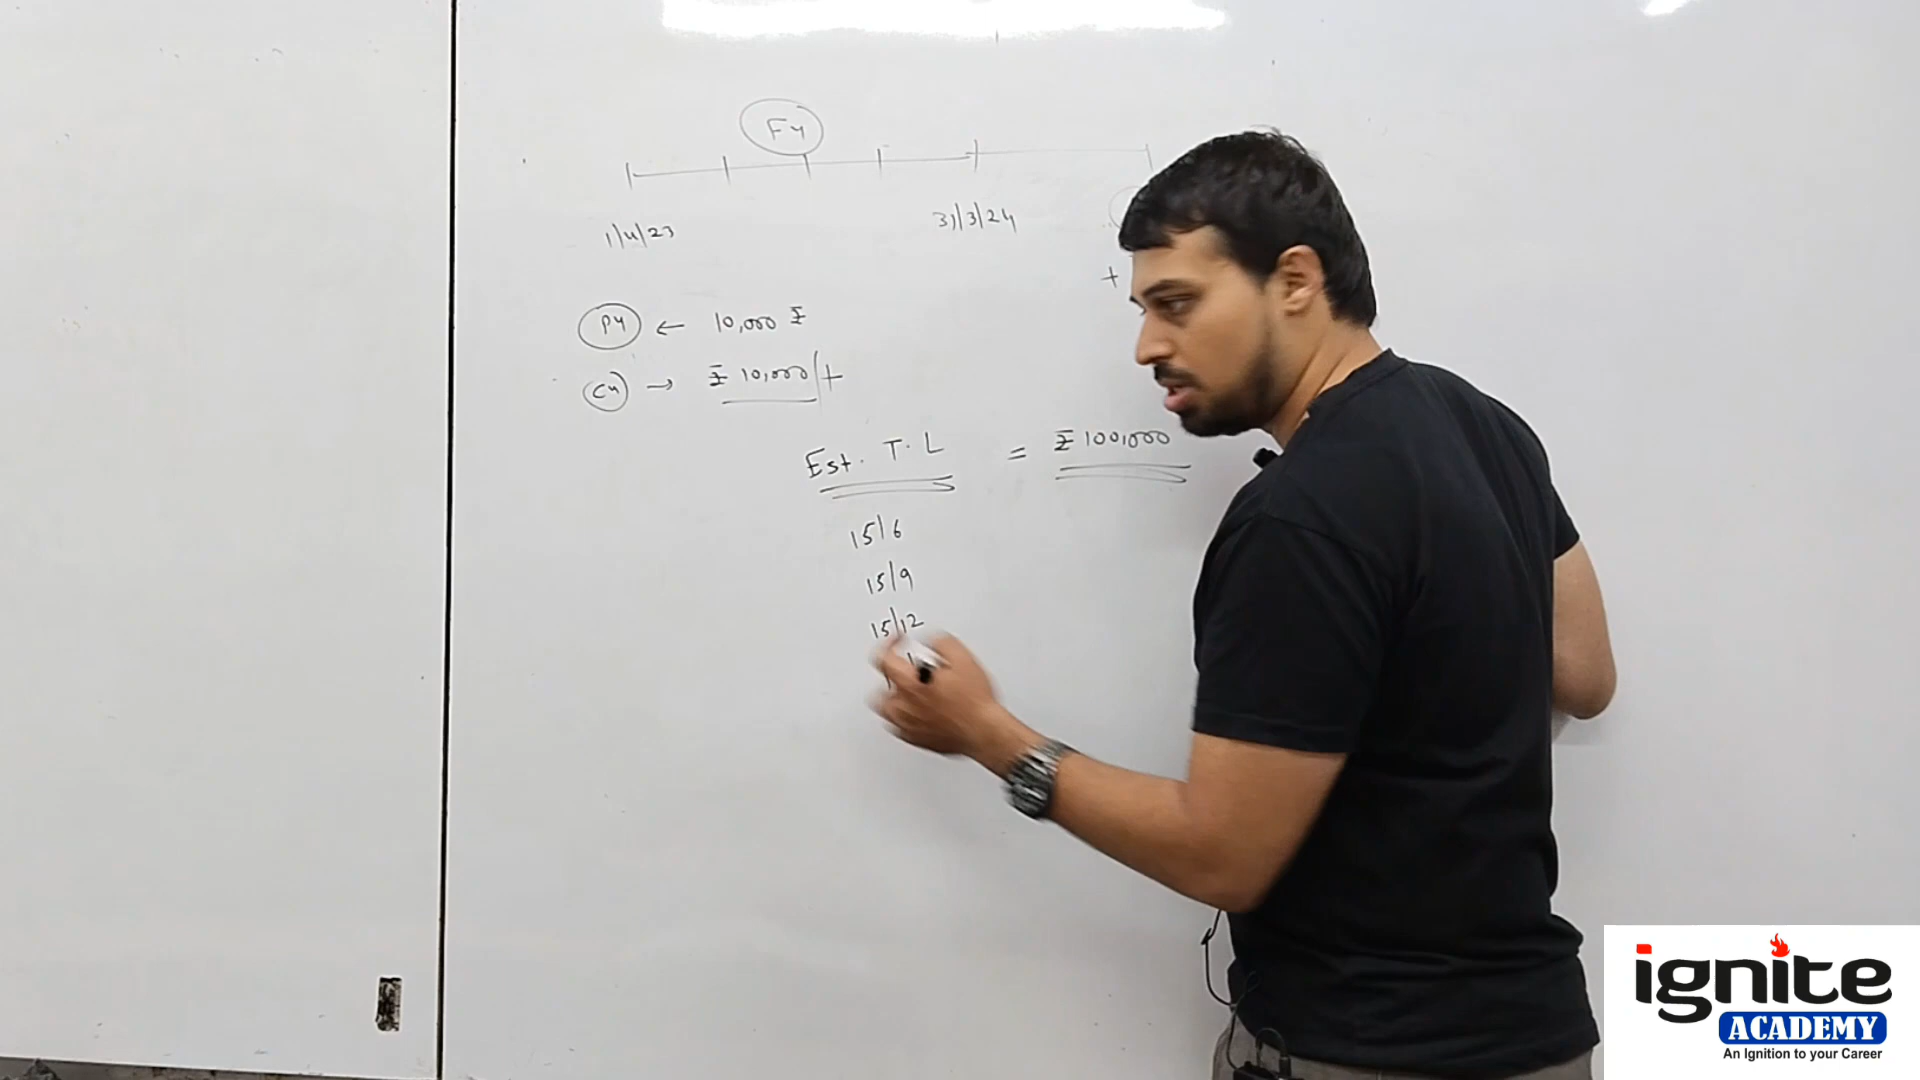 FY
1/4/23
31/3/24
+
PY ← 10,000 ₹
CY → ₹ 10,000/+
Est. T.L = ₹ 100,000
15/6
15/9
15/12
ignite
ACADEMY
An Ignition to your Career